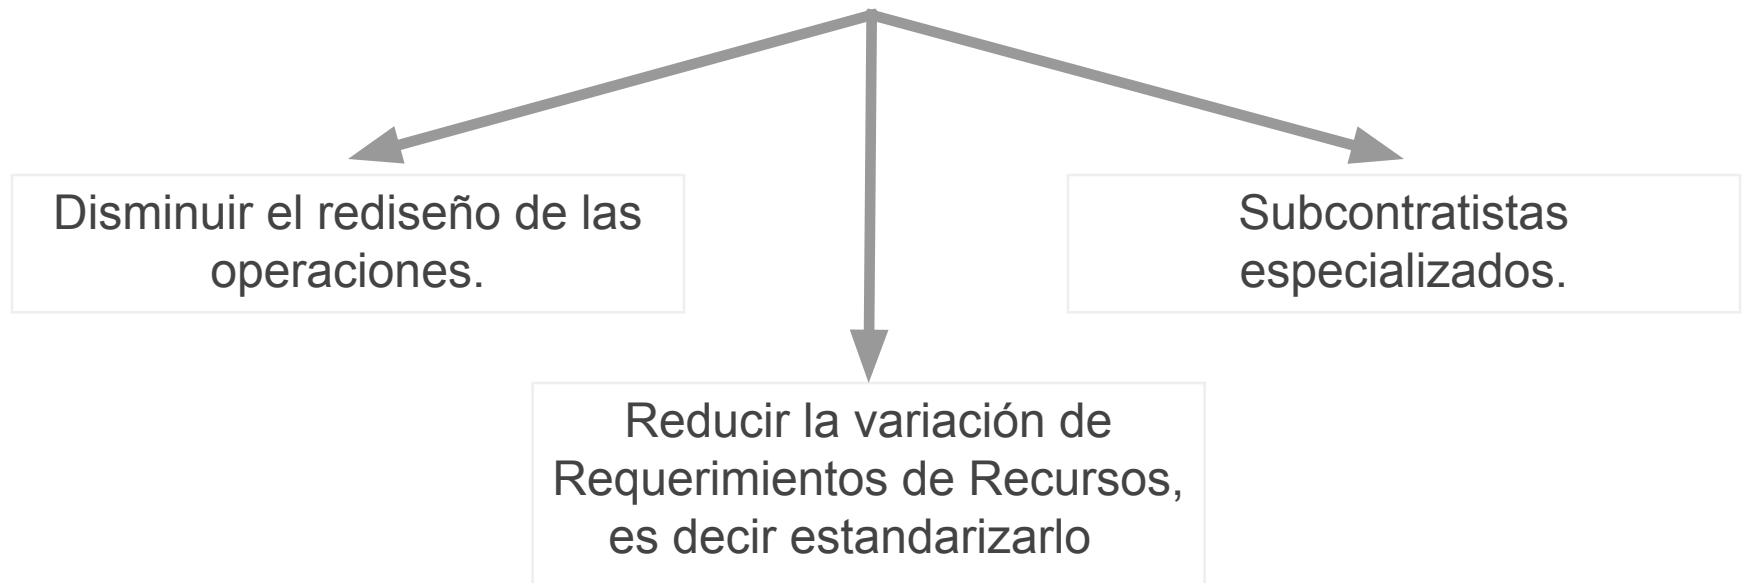 Disminuir el rediseño de las
operaciones.
Subcontratistas
especializados.
Reducir la variación de
Requerimientos de Recursos,
es decir estandarizarlo